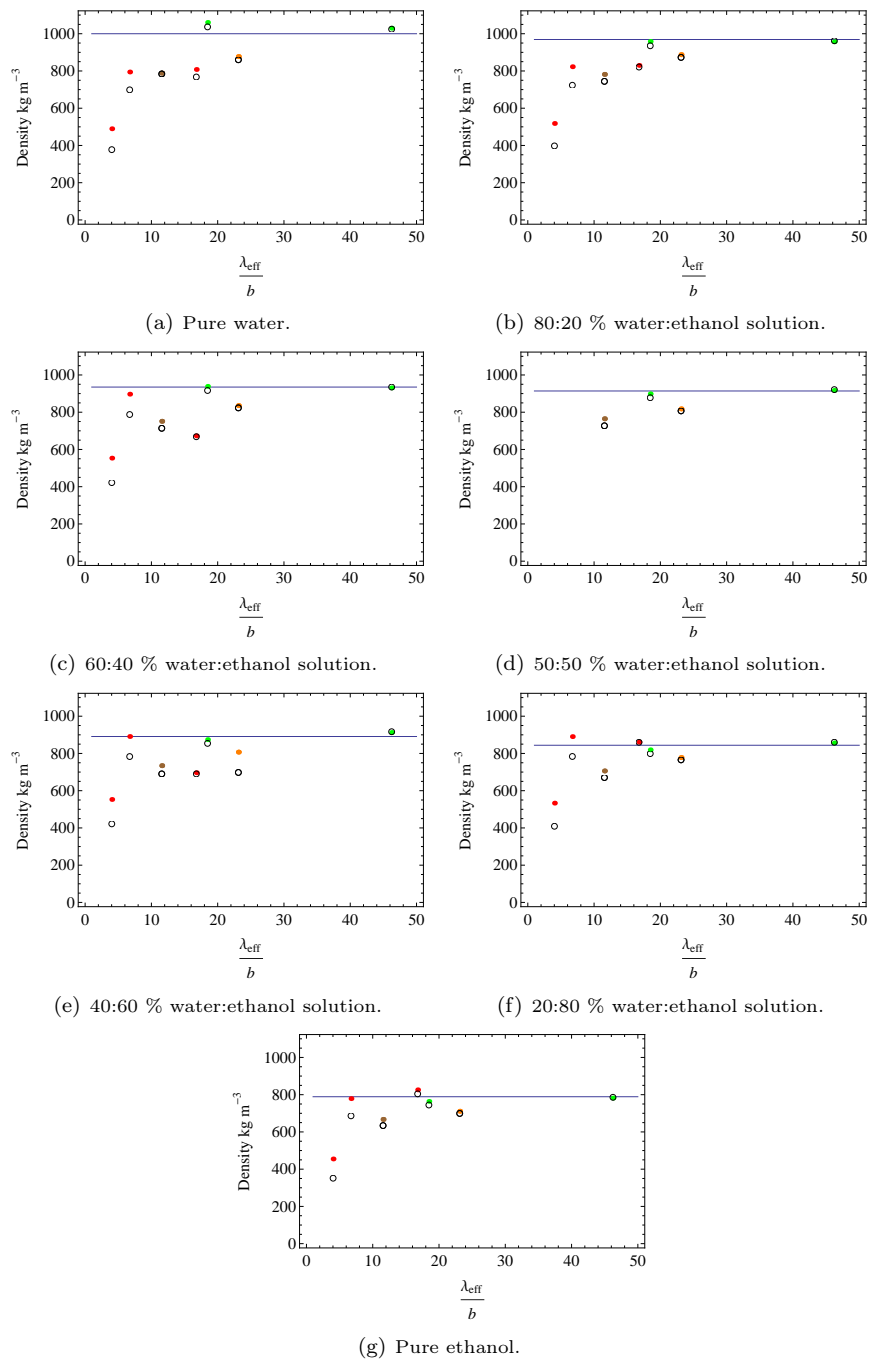 1000
800
600
400
200
0
Density kg m⁻³
0 10 20 30 40 50
λeff
b
(a) Pure water.
1000
800
600
400
200
0
Density kg m⁻³
0 10 20 30 40 50
λeff
b
(b) 80:20 % water:ethanol solution.
1000
800
600
400
200
0
Density kg m⁻³
0 10 20 30 40 50
λeff
b
(c) 60:40 % water:ethanol solution.
1000
800
600
400
200
0
Density kg m⁻³
0 10 20 30 40 50
λeff
b
(d) 50:50 % water:ethanol solution.
1000
800
600
400
200
0
Density kg m⁻³
0 10 20 30 40 50
λeff
b
(e) 40:60 % water:ethanol solution.
1000
800
600
400
200
0
Density kg m⁻³
0 10 20 30 40 50
λeff
b
(f) 20:80 % water:ethanol solution.
1000
800
600
400
200
0
Density kg m⁻³
0 10 20 30 40 50
λeff
b
(g) Pure ethanol.